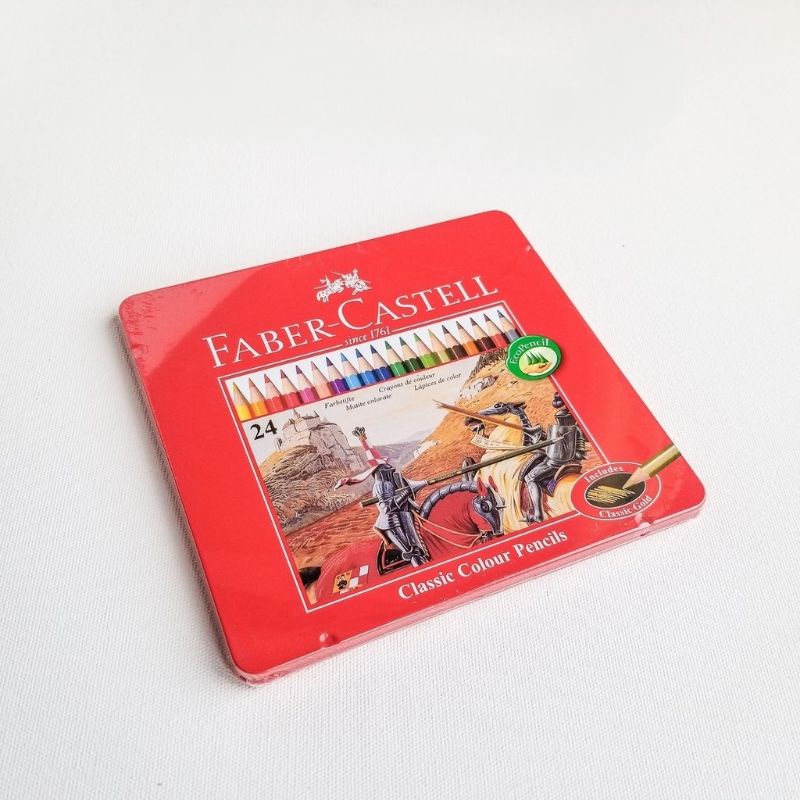 FABER-CASTELL
since 1761
EcoPencil
Farbstifte
Crayons de couleur
Matite colorate
Lápices de color
24
Includes
Classic Gold
Classic Colour Pencils